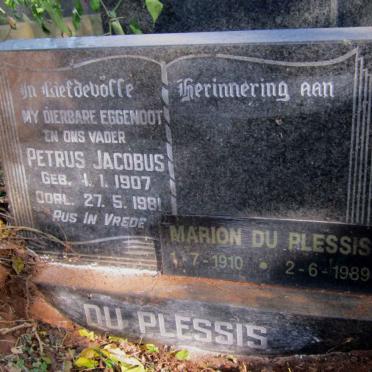 In Liefdevolle
Herinnering aan
MY DIERBARE EGGENOOT
EN ONS VADER
PETRUS JACOBUS
GEB. 1. 1. 1907
OORL. 27. 5. 1981
RUS IN VREDE
MARION DU PLESSIS
1-7-1910 • 2-6-1989
DU PLESSIS